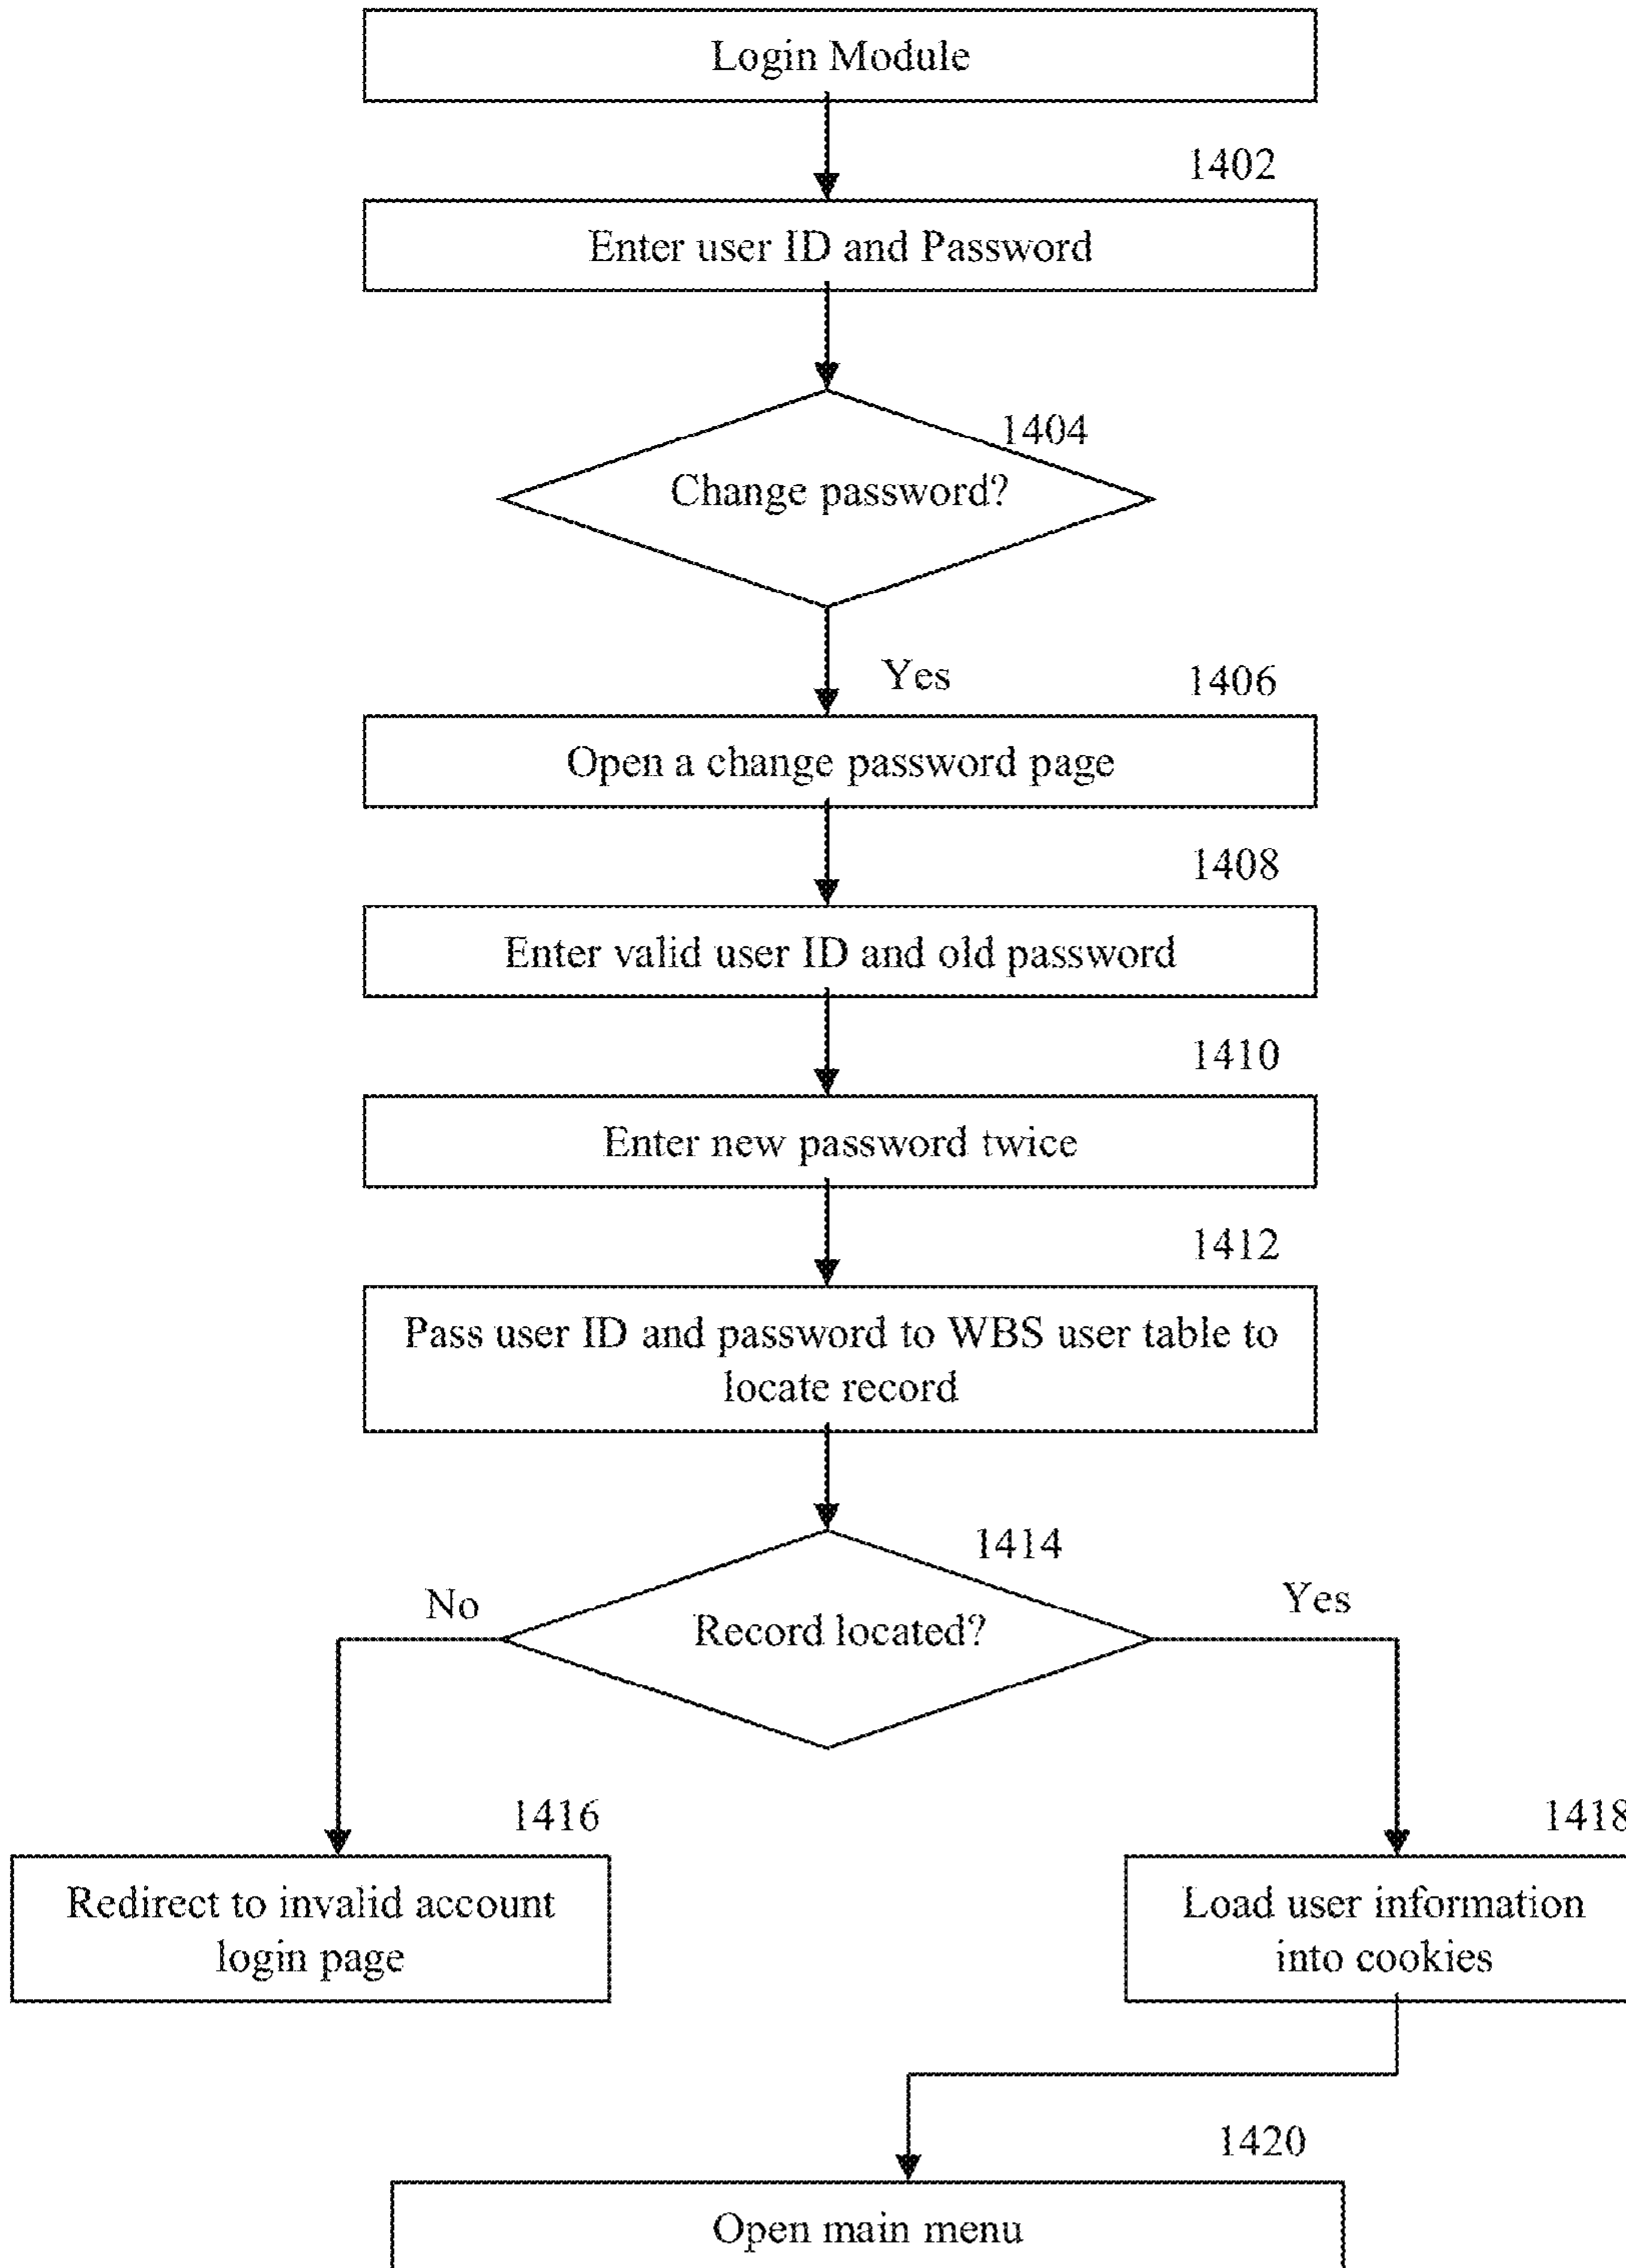 Login Module
1402
Enter user ID and Password
1404
Change password?
Yes
1406
Open a change password page
1408
Enter valid user ID and old password
1410
Enter new password twice
1412
Pass user ID and password to WBS user table to
locate record
1414
No
Yes
Record located?
1416
1418
Redirect to invalid account
login page
Load user information
into cookies
1420
Open main menu